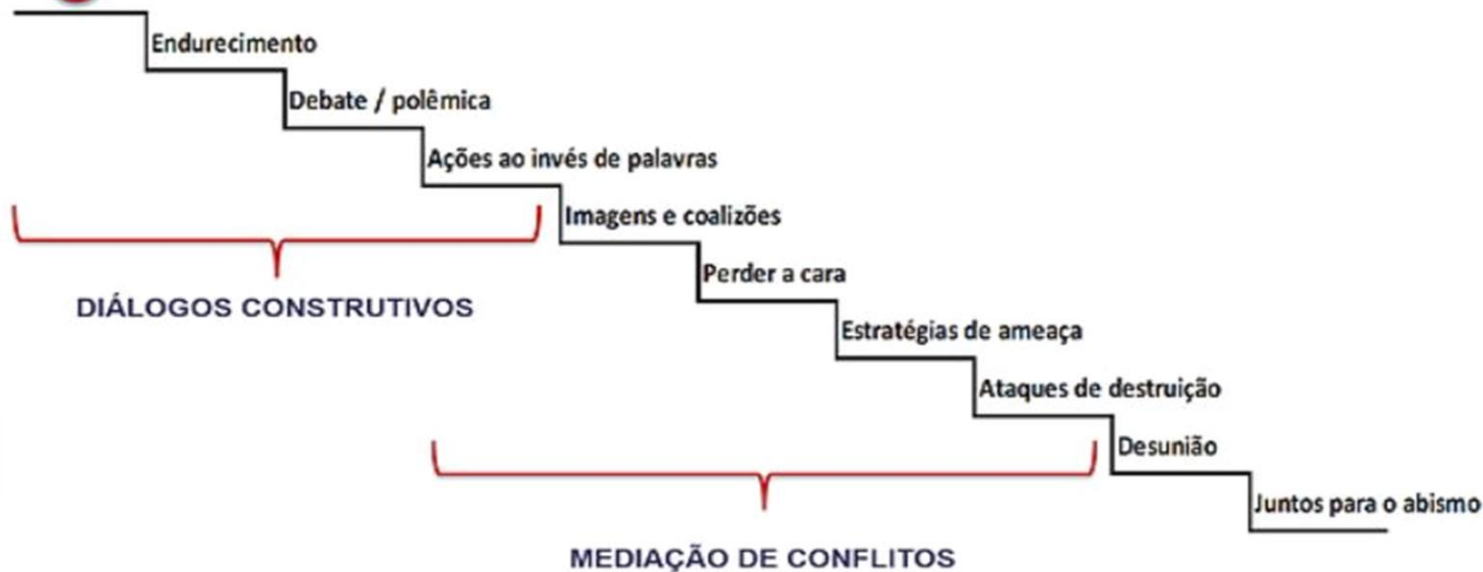 Endurecimento
Debate / polêmica
Ações ao invés de palavras
Imagens e coalizões
Perder a cara
DIÁLOGOS CONSTRUTIVOS
Estratégias de ameaça
Ataques de destruição
Desunião
Juntos para o abismo
MEDIAÇÃO DE CONFLITOS